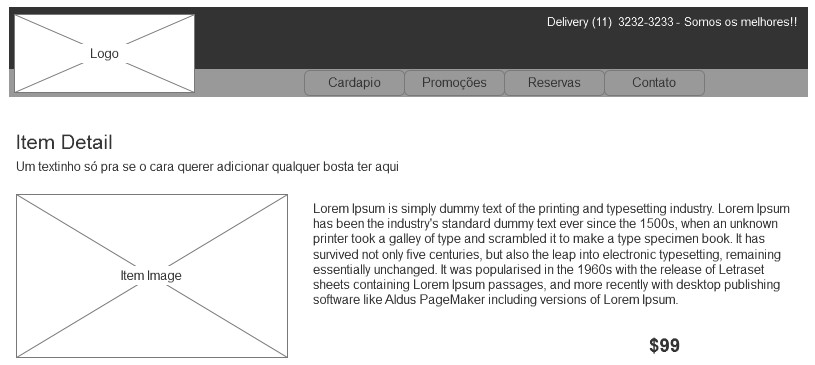 Delivery (11) 3232-3233 - Somos os melhores!!
Logo
Cardapio Promoções Reservas Contato
Item Detail
Um textinho só pra se o cara querer adicionar qualquer bosta ter aqui
Lorem Ipsum is simply dummy text of the printing and typesetting industry. Lorem Ipsum
has been the industry's standard dummy text ever since the 1500s, when an unknown
printer took a galley of type and scrambled it to make a type specimen book. It has
survived not only five centuries, but also the leap into electronic typesetting, remaining
essentially unchanged. It was popularised in the 1960s with the release of Letraset
sheets containing Lorem Ipsum passages, and more recently with desktop publishing
software like Aldus PageMaker including versions of Lorem Ipsum.
Item Image
$99